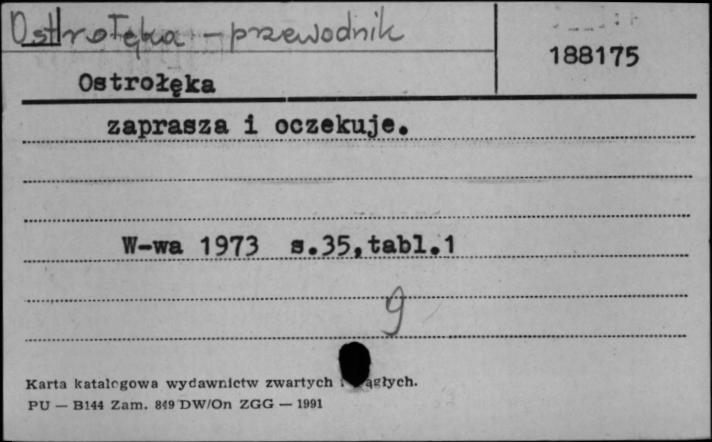 Ostrołęka - przewodnik
188175
Ostrołęka
zaprasza i oczekuje.
W-wa 1973 s.35,tabl.1
9
Karta katalogowa wydawnictw zwartych i ciągłych.
PU — B144 Zam. 849 DW/On ZGG — 1991